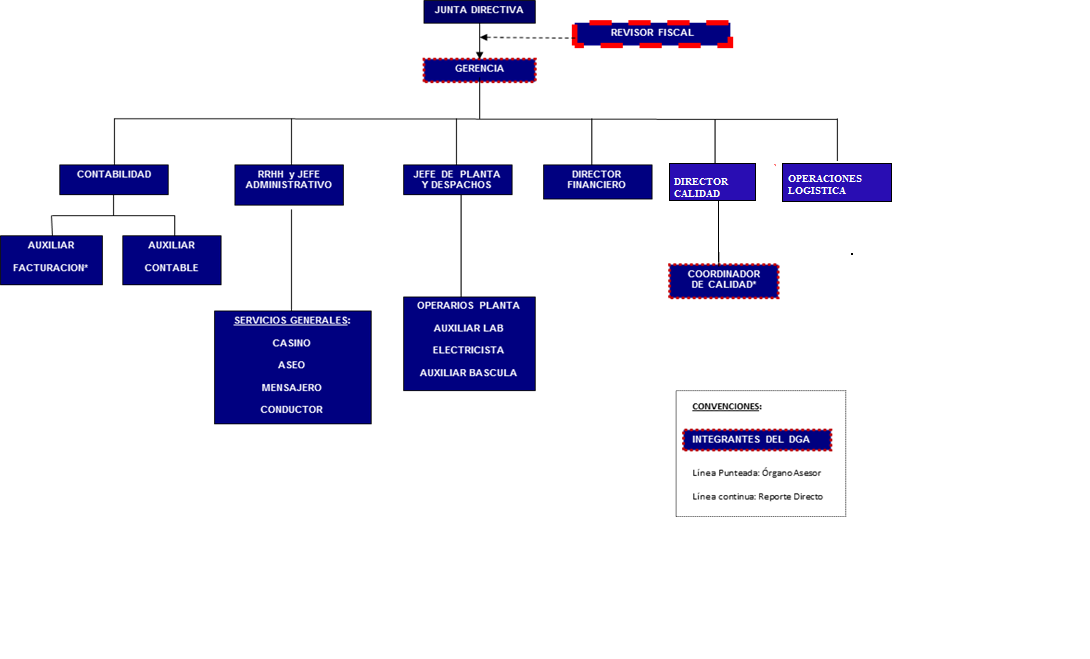 JUNTA DIRECTIVA
REVISOR FISCAL
GERENCIA
CONTABILIDAD
RRHH y JEFE
ADMINISTRATIVO
JEFE DE PLANTA
Y DESPACHOS
DIRECTOR
FINANCIERO
DIRECTOR
CALIDAD
OPERACIONES
LOGISTICA
AUXILIAR
FACTURACION*
AUXILIAR
CONTABLE
COORDINADOR
DE CALIDAD*
SERVICIOS GENERALES:
CASINO
ASEO
MENSAJERO
CONDUCTOR
OPERARIOS PLANTA
AUXILIAR LAB
ELECTRICISTA
AUXILIAR BASCULA
CONVENCIONES:
INTEGRANTES DEL DGA
Linea Punteada: Órgano Asesor
Linea continua: Reporte Directo